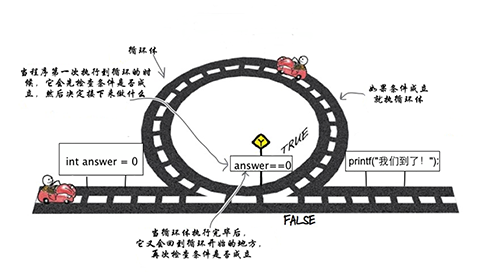 循环体
当程序第一次执行到循环的时
候，它会先检查条件是否成
立，然后决定接下来做什么
如果条件成立
就执循环体
TRUE
int answer = 0
answer==0
printf("我们到了！"):
FALSE
当循环体执行完毕后，
它又会回到循环开始的地方，
再次检查条件是否成立